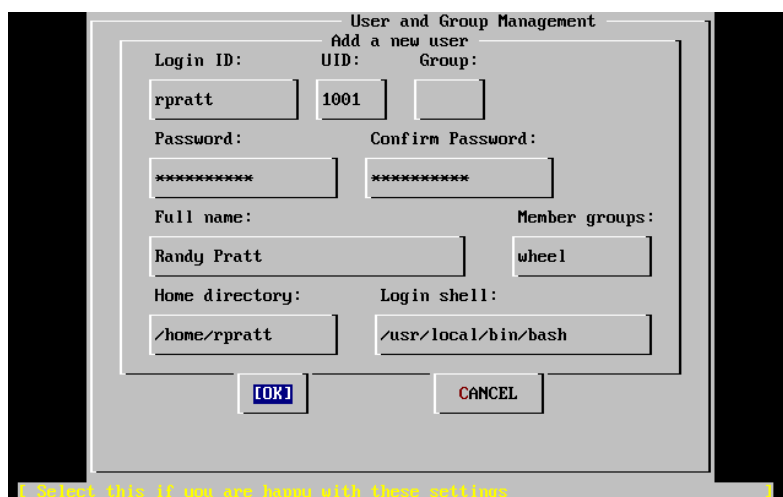 User and Group Management
Add a new user
Login ID: UID: Group:
rpratt 1001
Password: Confirm Password:
********** **********
Full name: Member groups:
Randy Pratt wheel
Home directory: Login shell:
/home/rpratt /usr/local/bin/bash
[OK] CANCEL
[ Select this if you are happy with these settings ]